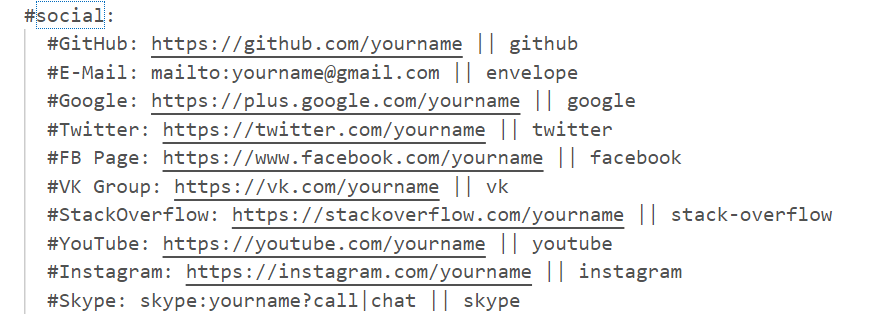 #social:
#GitHub: https://github.com/yourname || github
#E-Mail: mailto:yourname@gmail.com || envelope
#Google: https://plus.google.com/yourname || google
#Twitter: https://twitter.com/yourname || twitter
#FB Page: https://www.facebook.com/yourname || facebook
#VK Group: https://vk.com/yourname || vk
#StackOverflow: https://stackoverflow.com/yourname || stack-overflow
#YouTube: https://youtube.com/yourname || youtube
#Instagram: https://instagram.com/yourname || instagram
#Skype: skype:yourname?call|chat || skype